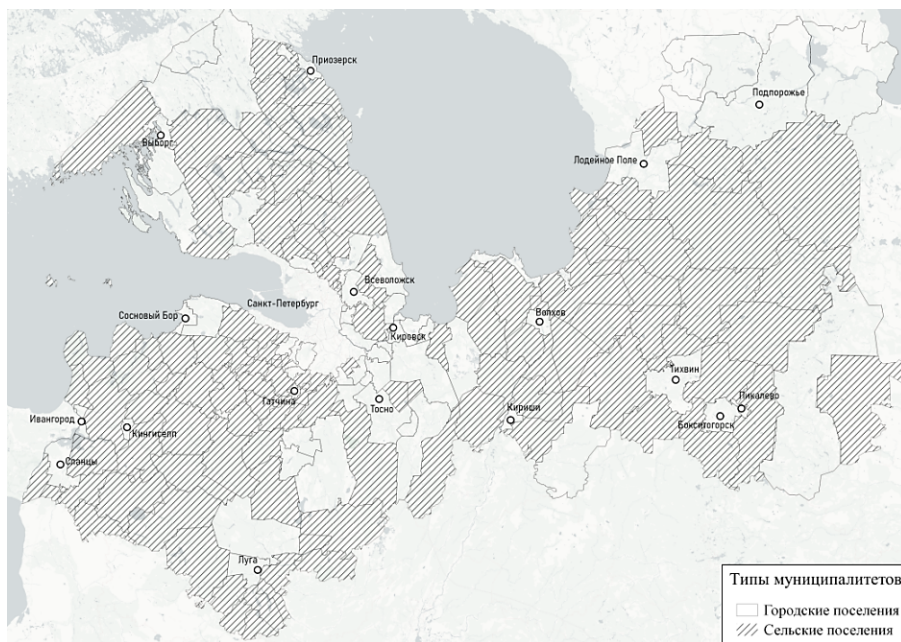 Приозерск
Подпорожье
Выборг
Лодейное Поле
Всеволожск
Санкт-Петербург
Сосновый Бор
Волхов
Кировск
Тихвин
Гатчина
Тосно
Пикалево
Ивангород
Кириши
Бокситогорск
Кингисепп
Сланцы
Луга
Типы муниципалитетов
Городские поселения
Сельские поселения